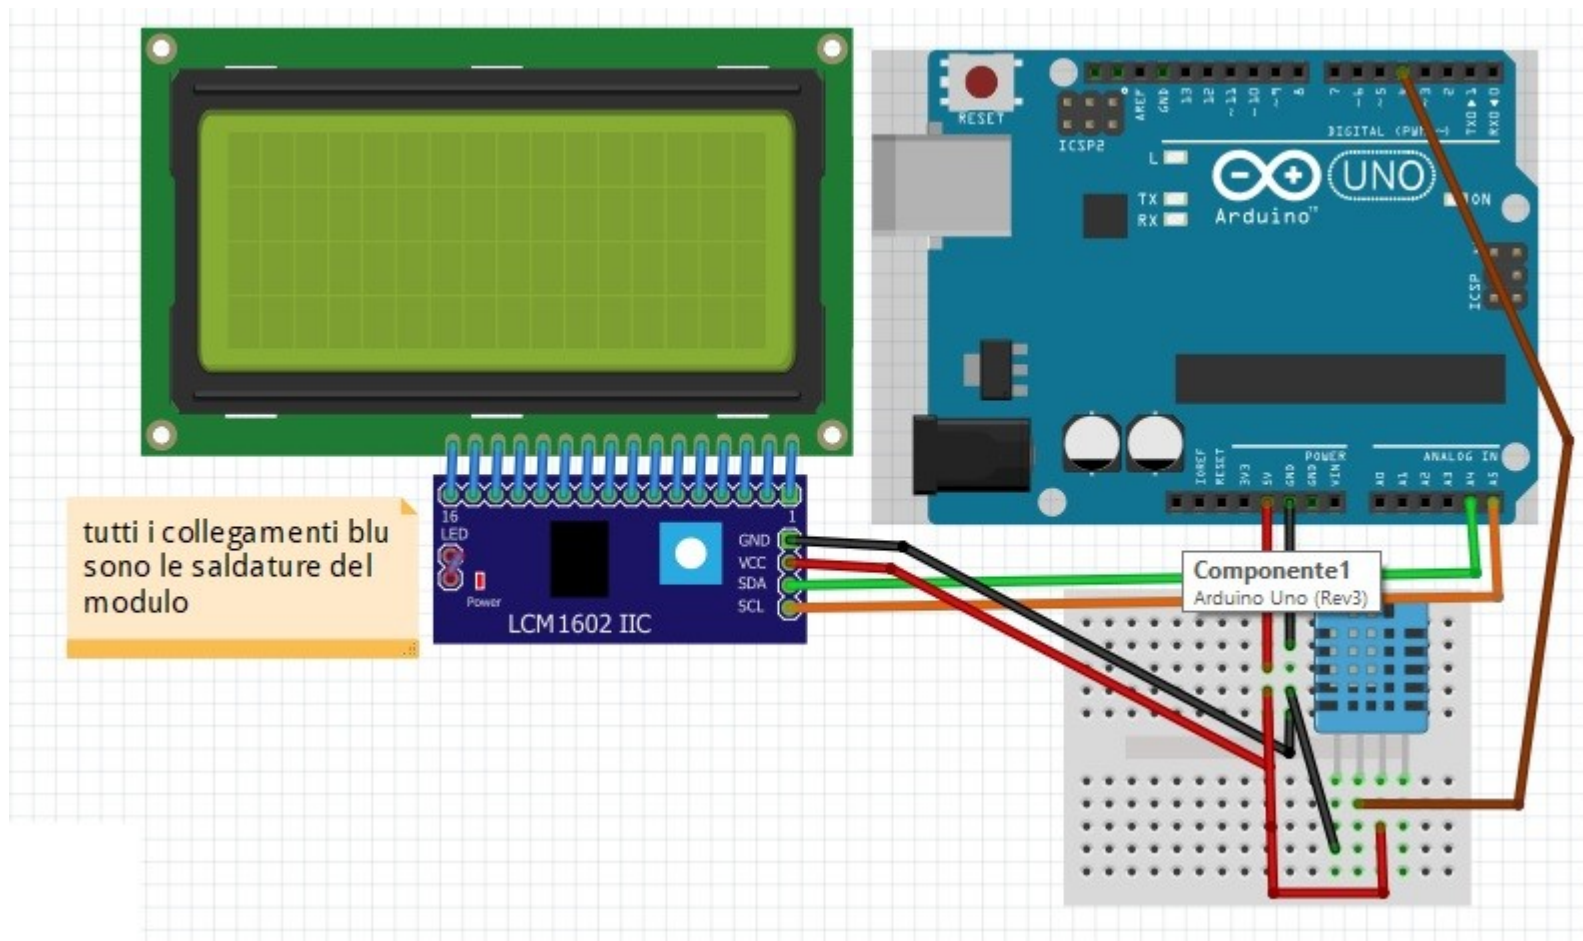 RESET
ICSP2
AREF
GND
13
12
~11
~10
~9
8
7
~6
~5
4
~3
2
TX0▶1
RX0◀0
DIGITAL (PWM~)
L
TX
RX
UNO
Arduino™
ON
ICSP
IOREF
RESET
3V3
5V
GND
GND
VIN
POWER
A0
A1
A2
A3
A4
A5
ANALOG IN
tutti i collegamenti blu
sono le saldature del
modulo
16
1
LED
Power
GND
VCC
SDA
SCL
LCM1602 IIC
Componente1
Arduino Uno (Rev3)